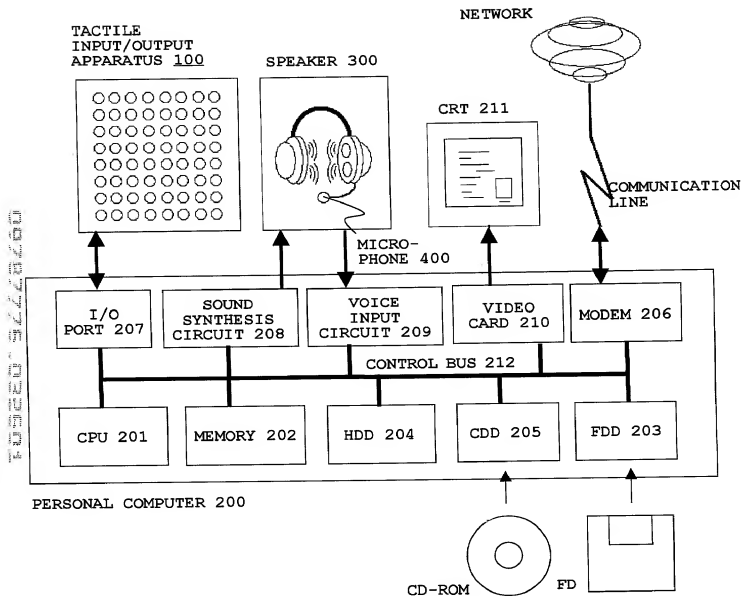 NETWORK
TACTILE
INPUT/OUTPUT
APPARATUS 100
SPEAKER 300
CRT 211
COMMUNICATION
LINE
MICRO-
PHONE 400
I/O
PORT 207
SOUND
SYNTHESIS
CIRCUIT 208
VOICE
INPUT
CIRCUIT 209
VIDEO
CARD 210
MODEM 206
CONTROL BUS 212
CPU 201
MEMORY 202
HDD 204
CDD 205
FDD 203
PERSONAL COMPUTER 200
CD-ROM
FD